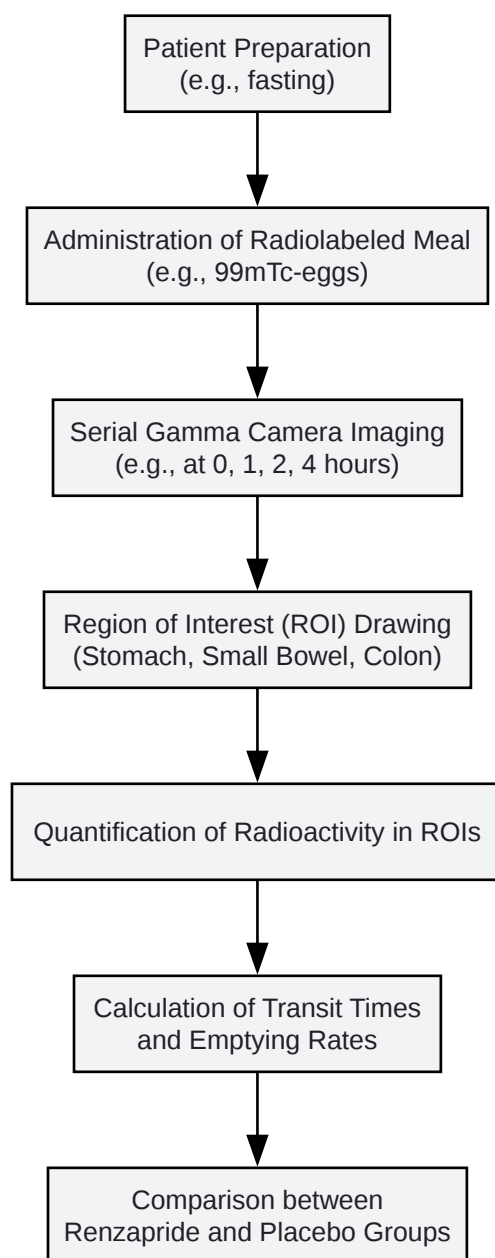 Patient Preparation
(e.g., fasting)
Administration of Radiolabeled Meal
(e.g., 99mTc-eggs)
Serial Gamma Camera Imaging
(e.g., at 0, 1, 2, 4 hours)
Region of Interest (ROI) Drawing
(Stomach, Small Bowel, Colon)
Quantification of Radioactivity in ROIs
Calculation of Transit Times
and Emptying Rates
Comparison between
Renzapride and Placebo Groups